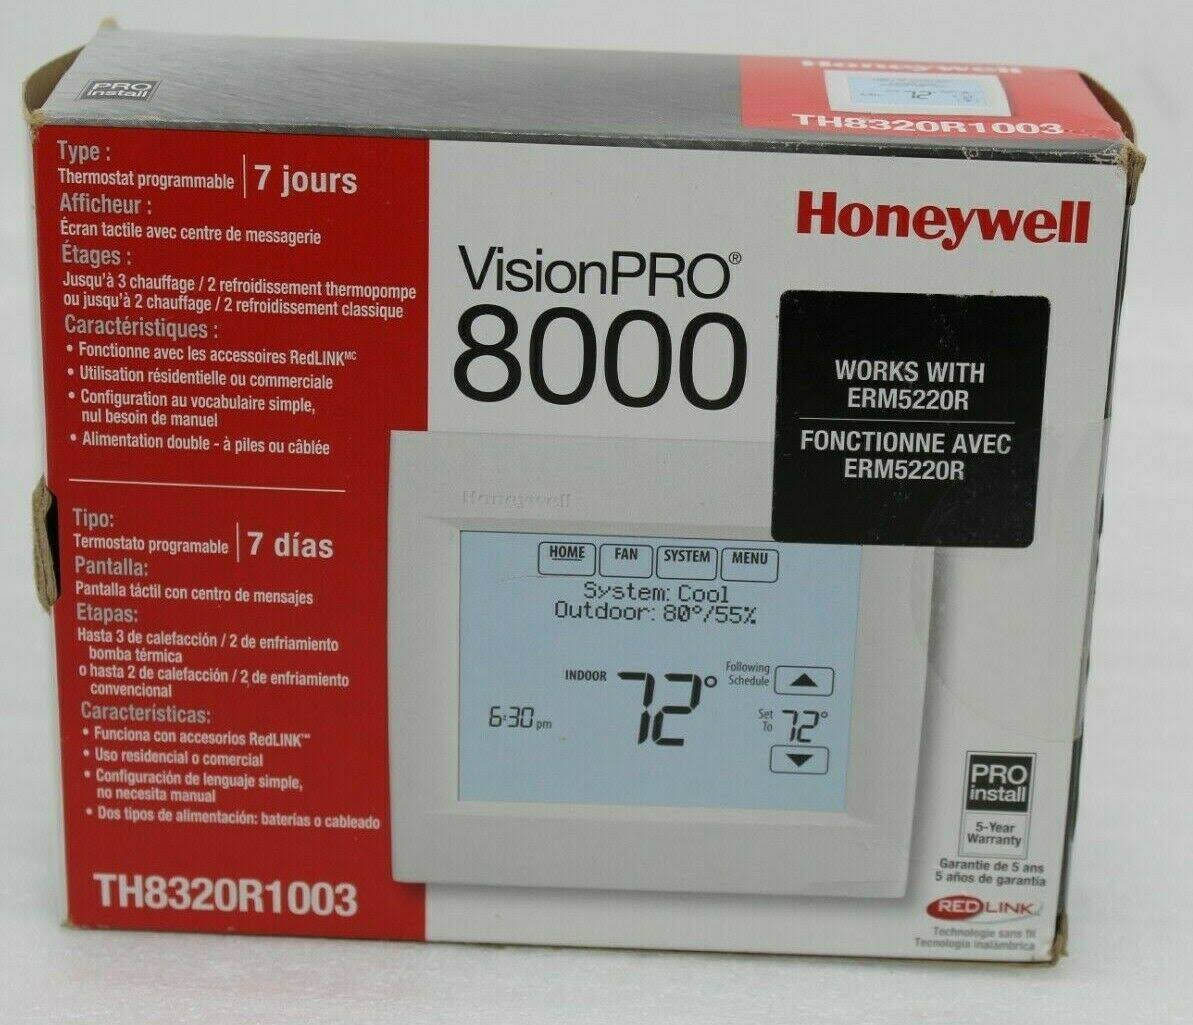 PRO
install
Honeywell
TH8320R1003
Type :
Thermostat programmable | 7 jours
Afficheur :
Écran tactile avec centre de messagerie
Étages :
Jusqu'à 3 chauffage / 2 refroidissement thermopompe
ou jusqu'à 2 chauffage / 2 refroidissement classique
Caractéristiques :
• Fonctionne avec les accessoires RedLINKMC
• Utilisation résidentielle ou commerciale
• Configuration au vocabulaire simple,
nul besoin de manuel
• Alimentation double - à piles ou câblée
Tipo:
Termostato programable | 7 días
Pantalla:
Pantalla táctil con centro de mensajes
Etapas:
Hasta 3 de calefacción / 2 de enfriamiento
bomba térmica
o hasta 2 de calefacción / 2 de enfriamiento
convencional
Caracteristicas:
• Funciona con accesorios RedLINK™
• Uso residencial o comercial
• Configuración de lenguaje simple,
no necesita manual
• Dos tipos de alimentación: baterías o cableado
TH8320R1003
Honeywell
VisionPRO®
8000
WORKS WITH
ERM5220R
FONCTIONNE AVEC
ERM5220R
Honeywell
HOME FAN SYSTEM MENU
System: Cool
Outdoor: 80°/55%
INDOOR 72°
Following
Schedule
6:30 pm
Set
To 72°
PRO
install
5-Year
Warranty
Garantie de 5 ans
5 años de garantía
REDLINK
Technologie sans fil
Tecnología inalámbrica